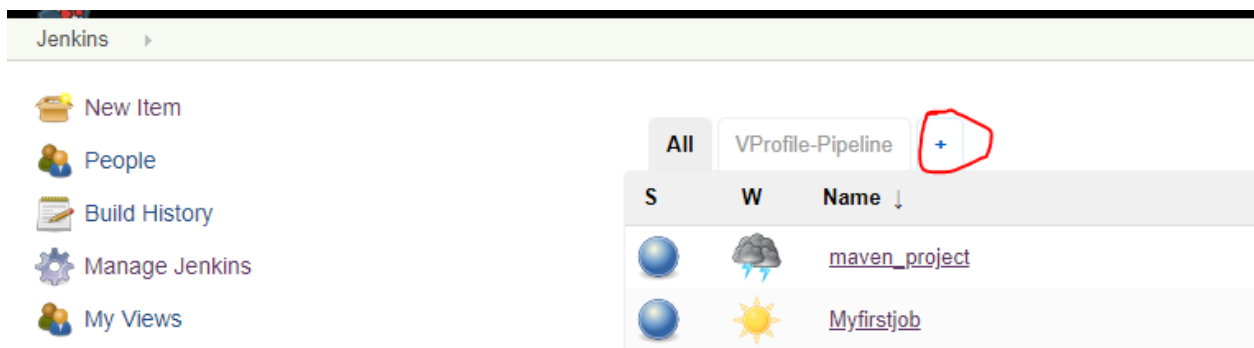 Jenkins
New Item
People
Build History
Manage Jenkins
My Views
All VProfile-Pipeline +
S W Name ↓
maven_project
Myfirstjob